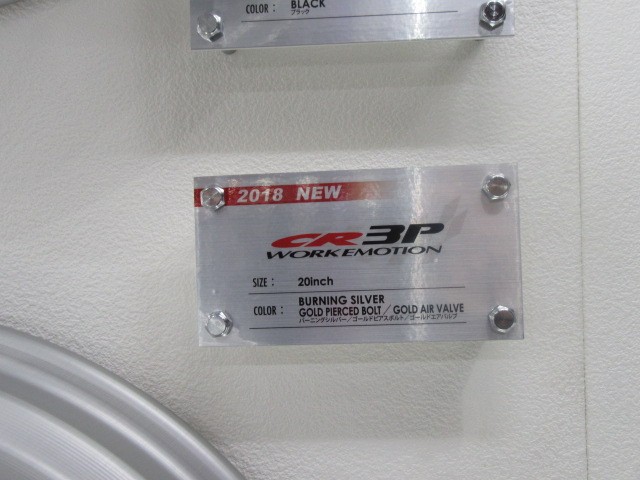 COLOR : BLACK
ブラック
2018 NEW
CR3P
WORK EMOTION
SIZE : 20inch
COLOR : BURNING SILVER
GOLD PIERCED BOLT / GOLD AIR VALVE
バーニングシルバー／ゴールドピアスボルト／ゴールドエアバルブ